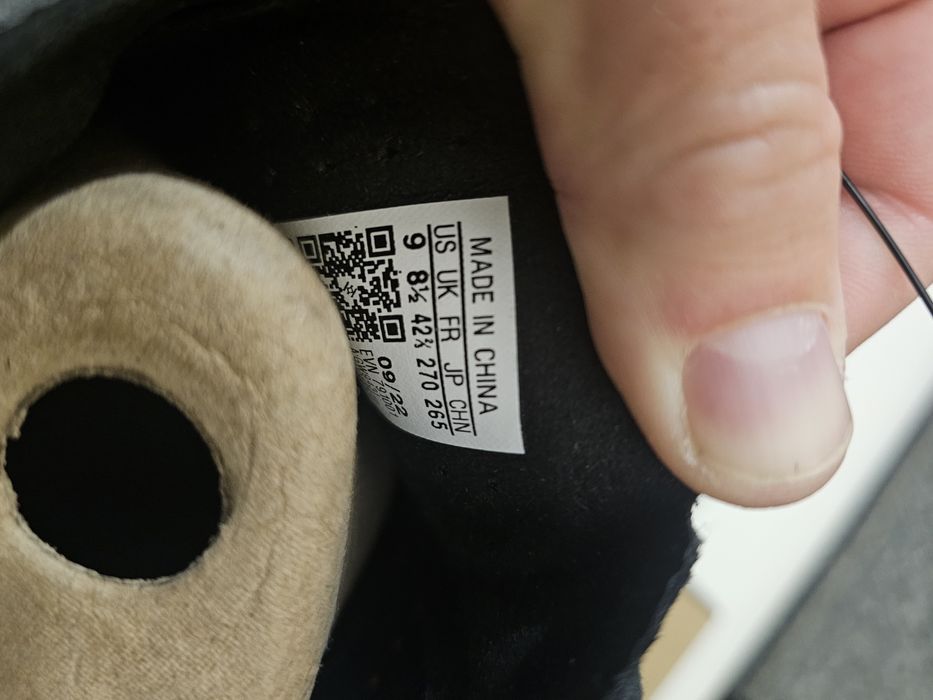 MADE IN CHINA
US UK FR JP CHN
9 8½ 42⅔ 270 265
09/22